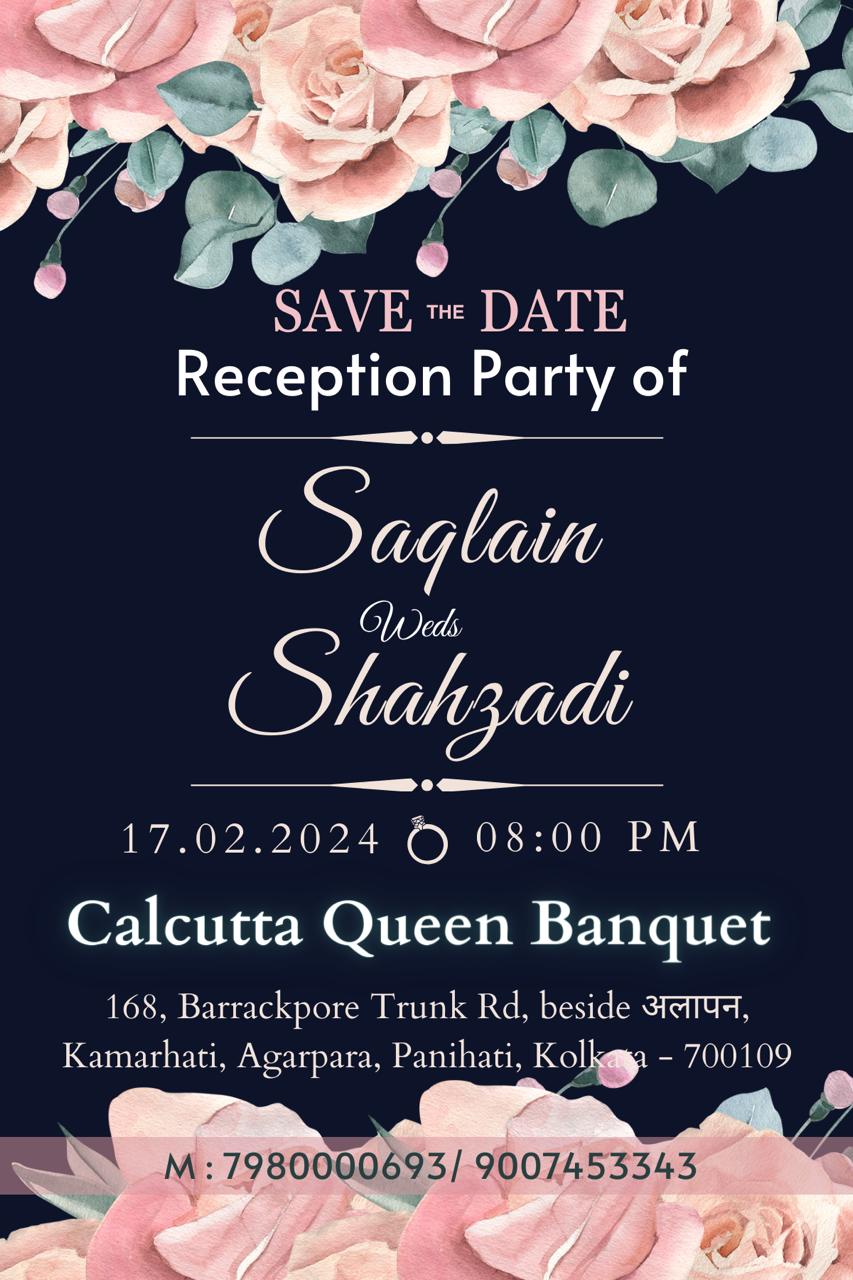 SAVE THE DATE
Reception Party of
Saqlain
Weds
Shahzadi
17.02.2024 08:00 PM
Calcutta Queen Banquet
168, Barrackpore Trunk Rd, beside अलापन,
Kamarhati, Agarpara, Panihati, Kolkata - 700109
M : 7980000693/ 9007453343